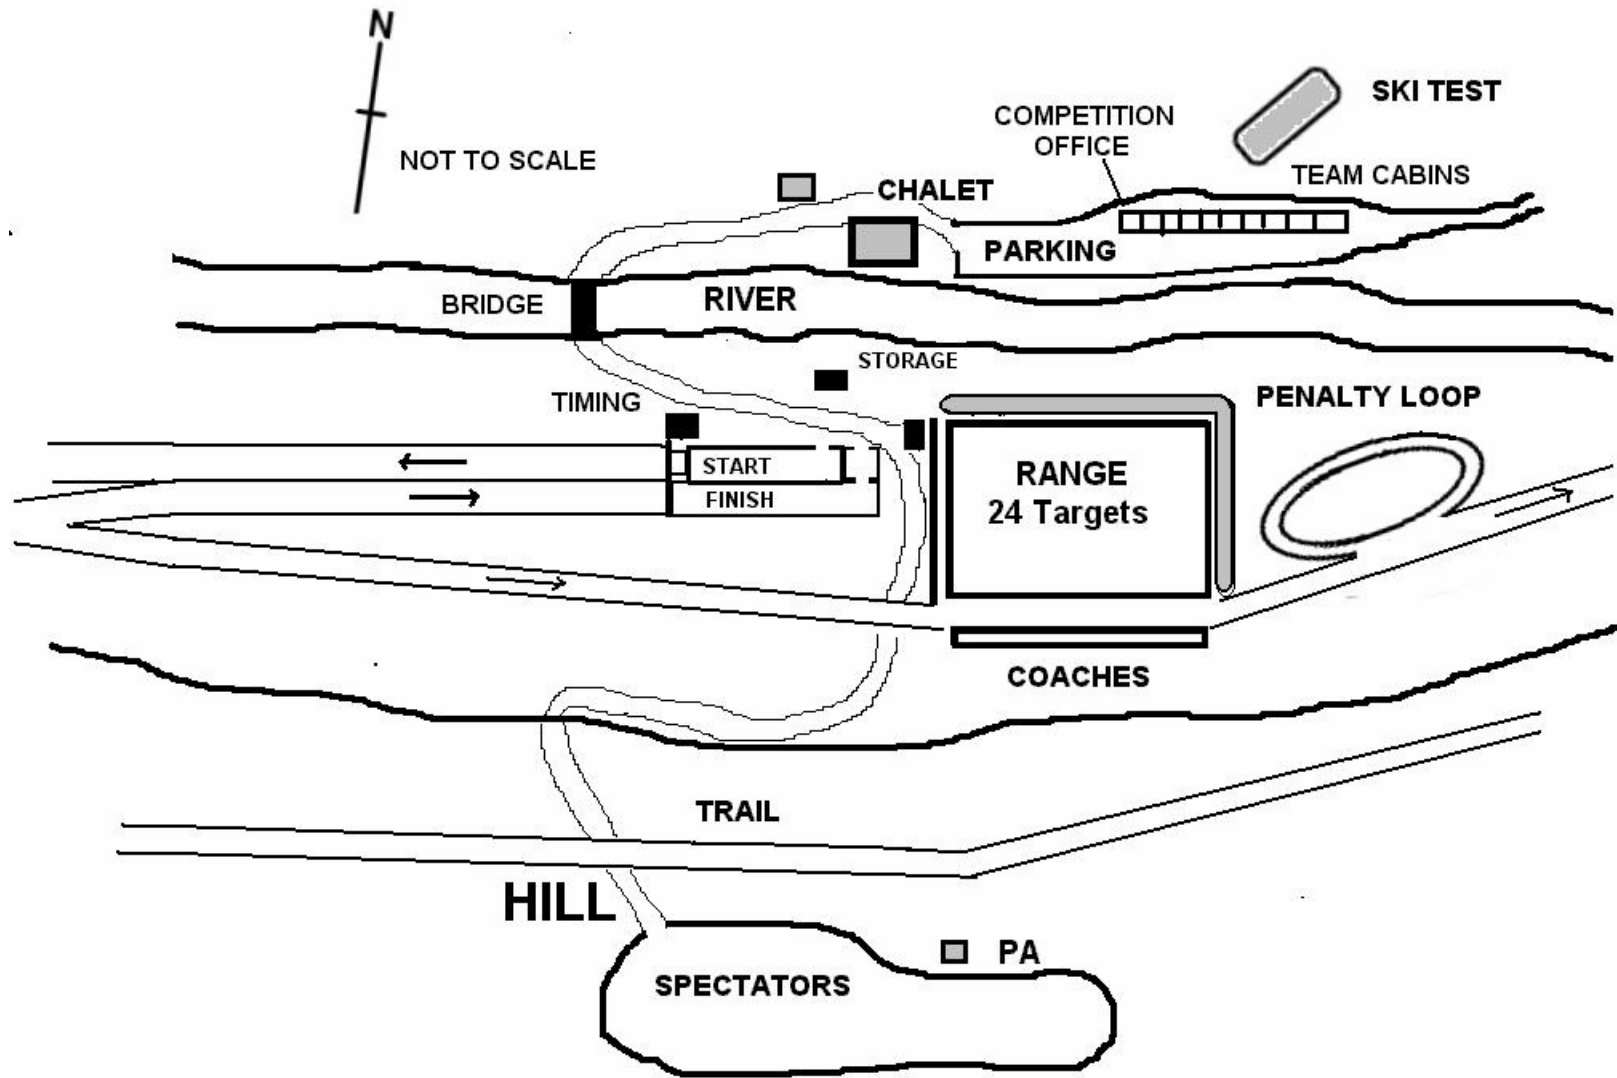 N
SKI TEST
COMPETITION
OFFICE
NOT TO SCALE
TEAM CABINS
CHALET
PARKING
BRIDGE
RIVER
STORAGE
TIMING
PENALTY LOOP
START
FINISH
RANGE
24 Targets
COACHES
TRAIL
HILL
PA
SPECTATORS